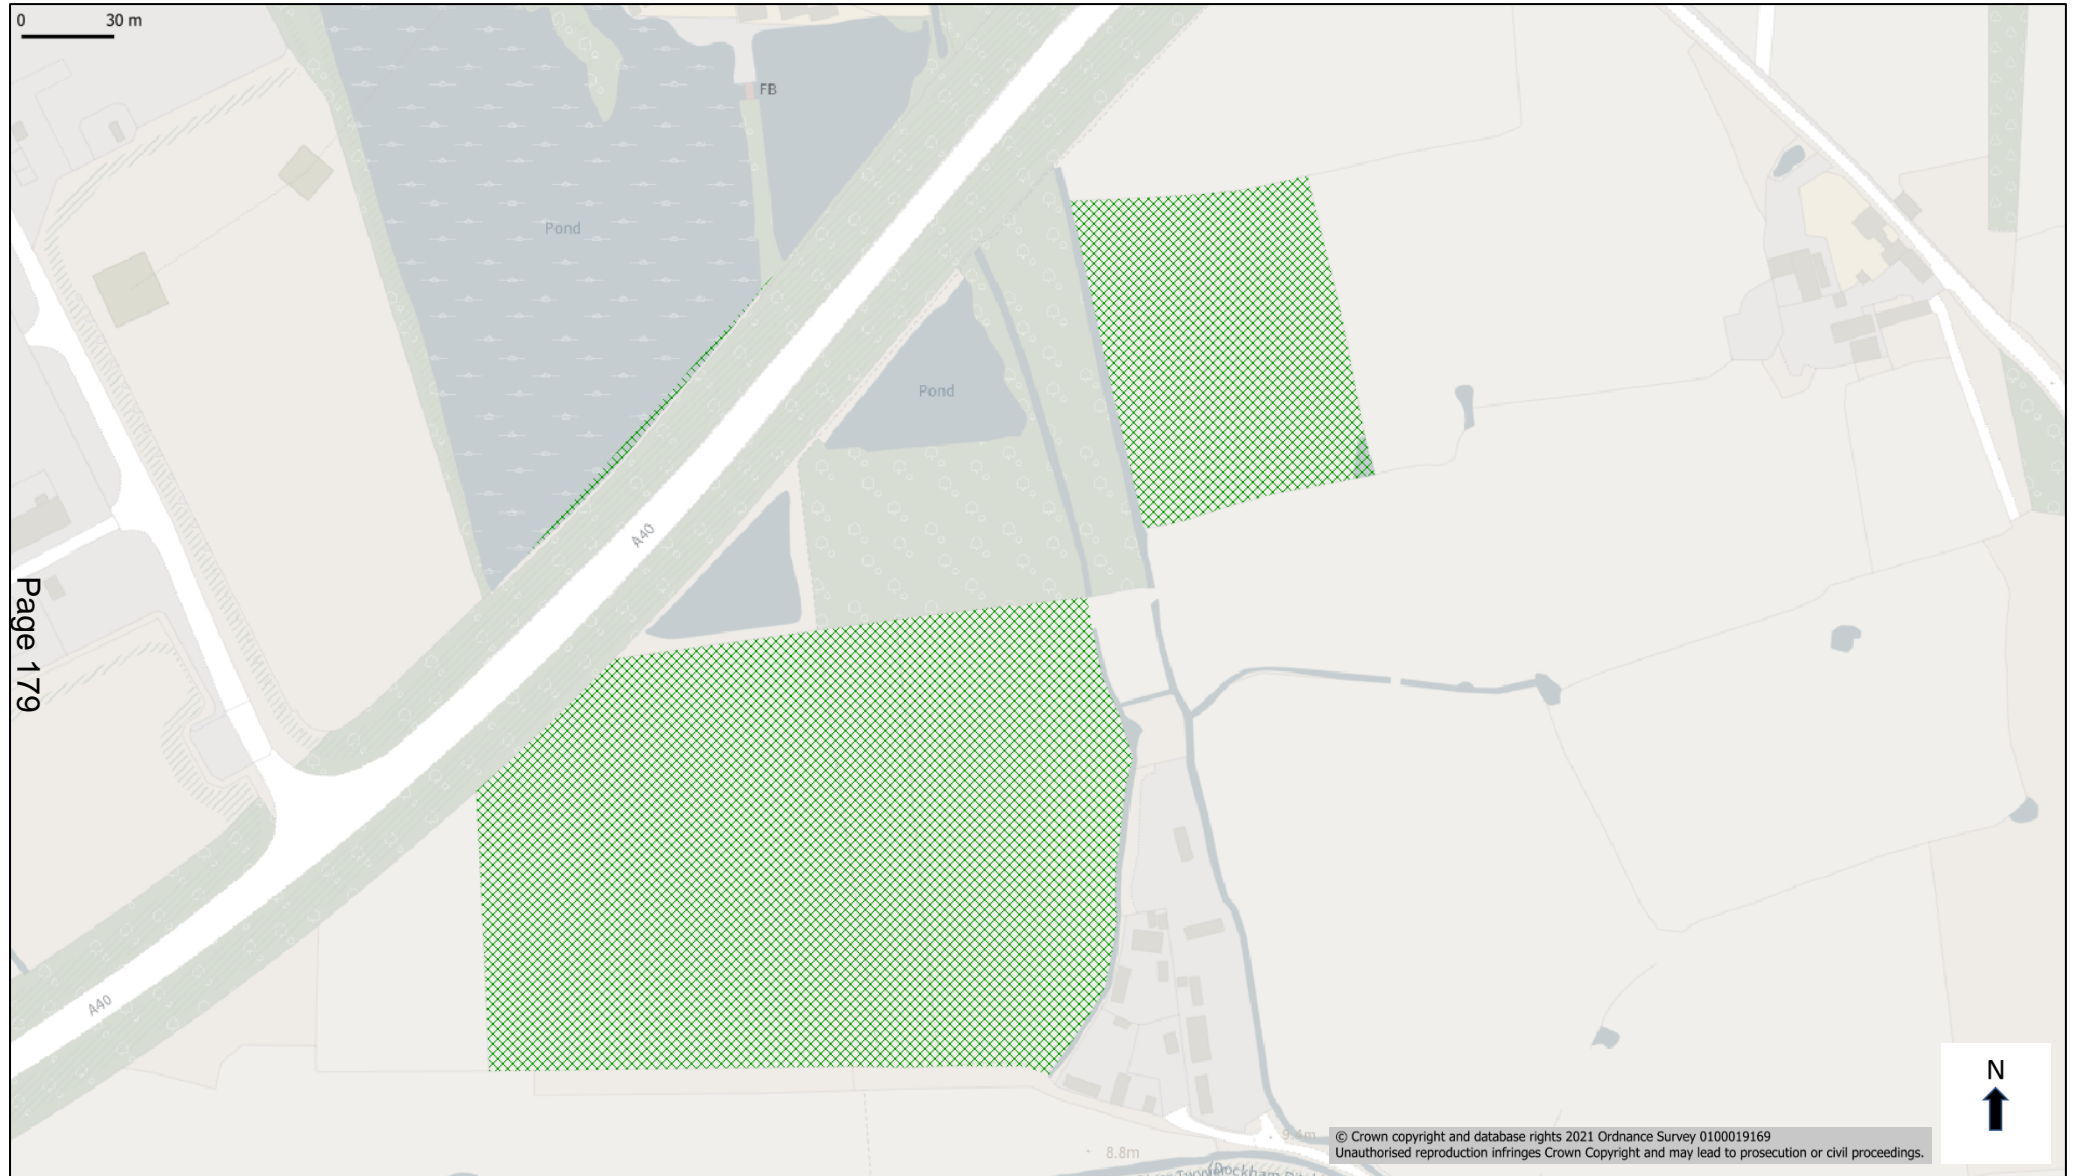 0 30 m
FB
Pond
Pond
A40
Page 1179
A40
N
© Crown copyright and database rights 2021 Ordnance Survey 0100019169
Unauthorised reproduction infringes Crown Copyright and may lead to prosecution or civil proceedings.
8.8m